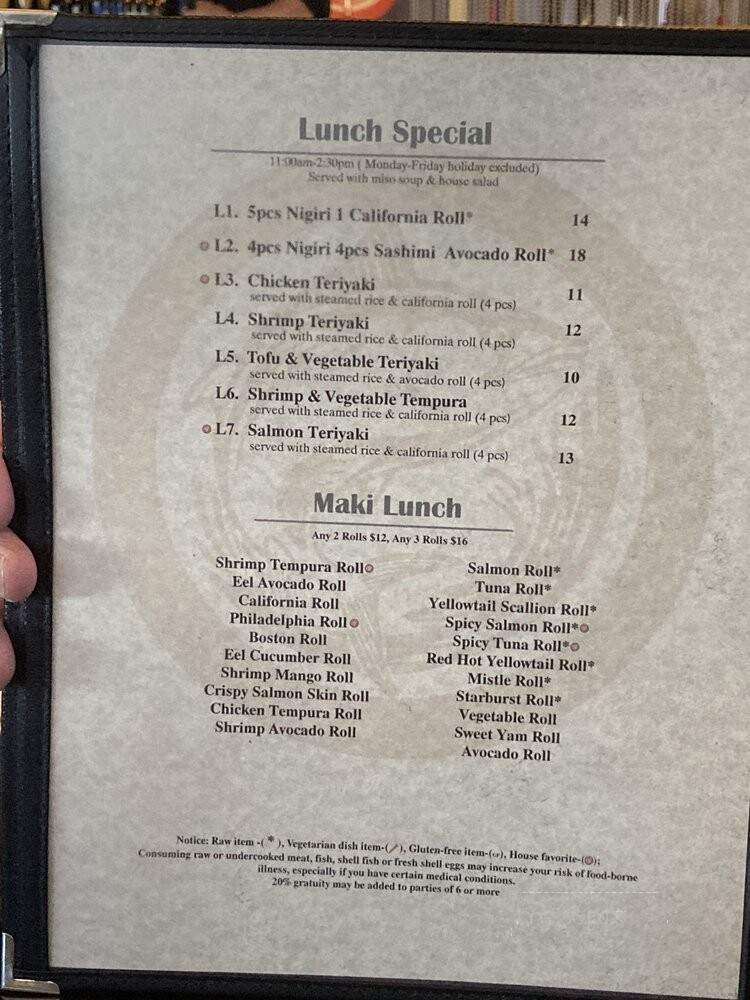 Lunch Special
11:00am-2:30pm ( Monday-Friday holiday excluded)
Served with miso soup & house salad
L1. 5pcs Nigiri 1 California Roll* 14
L2. 4pcs Nigiri 4pcs Sashimi Avocado Roll* 18
L3. Chicken Teriyaki 11
served with steamed rice & california roll (4 pcs)
L4. Shrimp Teriyaki 12
served with steamed rice & california roll (4 pcs)
L5. Tofu & Vegetable Teriyaki 10
served with steamed rice & avocado roll (4 pcs)
L6. Shrimp & Vegetable Tempura 12
served with steamed rice & california roll (4 pcs)
L7. Salmon Teriyaki 13
served with steamed rice & california roll (4 pcs)
Maki Lunch
Any 2 Rolls $12, Any 3 Rolls $16
Shrimp Tempura Roll
Eel Avocado Roll
California Roll
Philadelphia Roll
Boston Roll
Eel Cucumber Roll
Shrimp Mango Roll
Crispy Salmon Skin Roll
Chicken Tempura Roll
Shrimp Avocado Roll
Salmon Roll*
Tuna Roll*
Yellowtail Scallion Roll*
Spicy Salmon Roll*
Spicy Tuna Roll*
Red Hot Yellowtail Roll*
Mistle Roll*
Starburst Roll*
Vegetable Roll
Sweet Yam Roll
Avocado Roll
Notice: Raw item -( * ), Vegetarian dish item-( ), Gluten-free item-( ), House favorite-( );
Consuming raw or undercooked meat, fish, shell fish or fresh shell eggs may increase your risk of food-borne
illness, especially if you have certain medical conditions.
20% gratuity may be added to parties of 6 or more